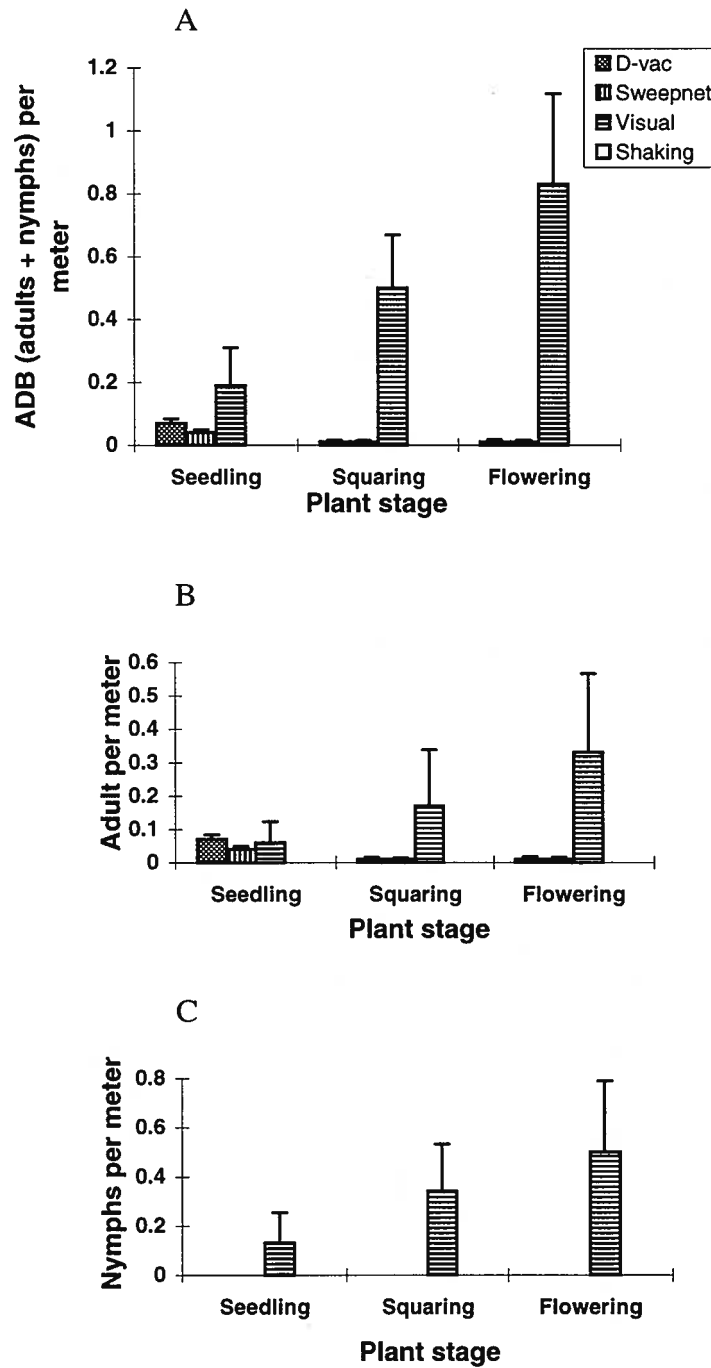 A
D-vac
Sweepnet
Visual
Shaking
ADB (adults + nymphs) per
meter
1.2
1
0.8
0.6
0.4
0.2
0
Seedling Squaring Flowering
Plant stage
B
Adult per meter
0.6
0.5
0.4
0.3
0.2
0.1
0
Seedling Squaring Flowering
Plant stage
C
Nymphs per meter
0.8
0.6
0.4
0.2
0
Seedling Squaring Flowering
Plant stage